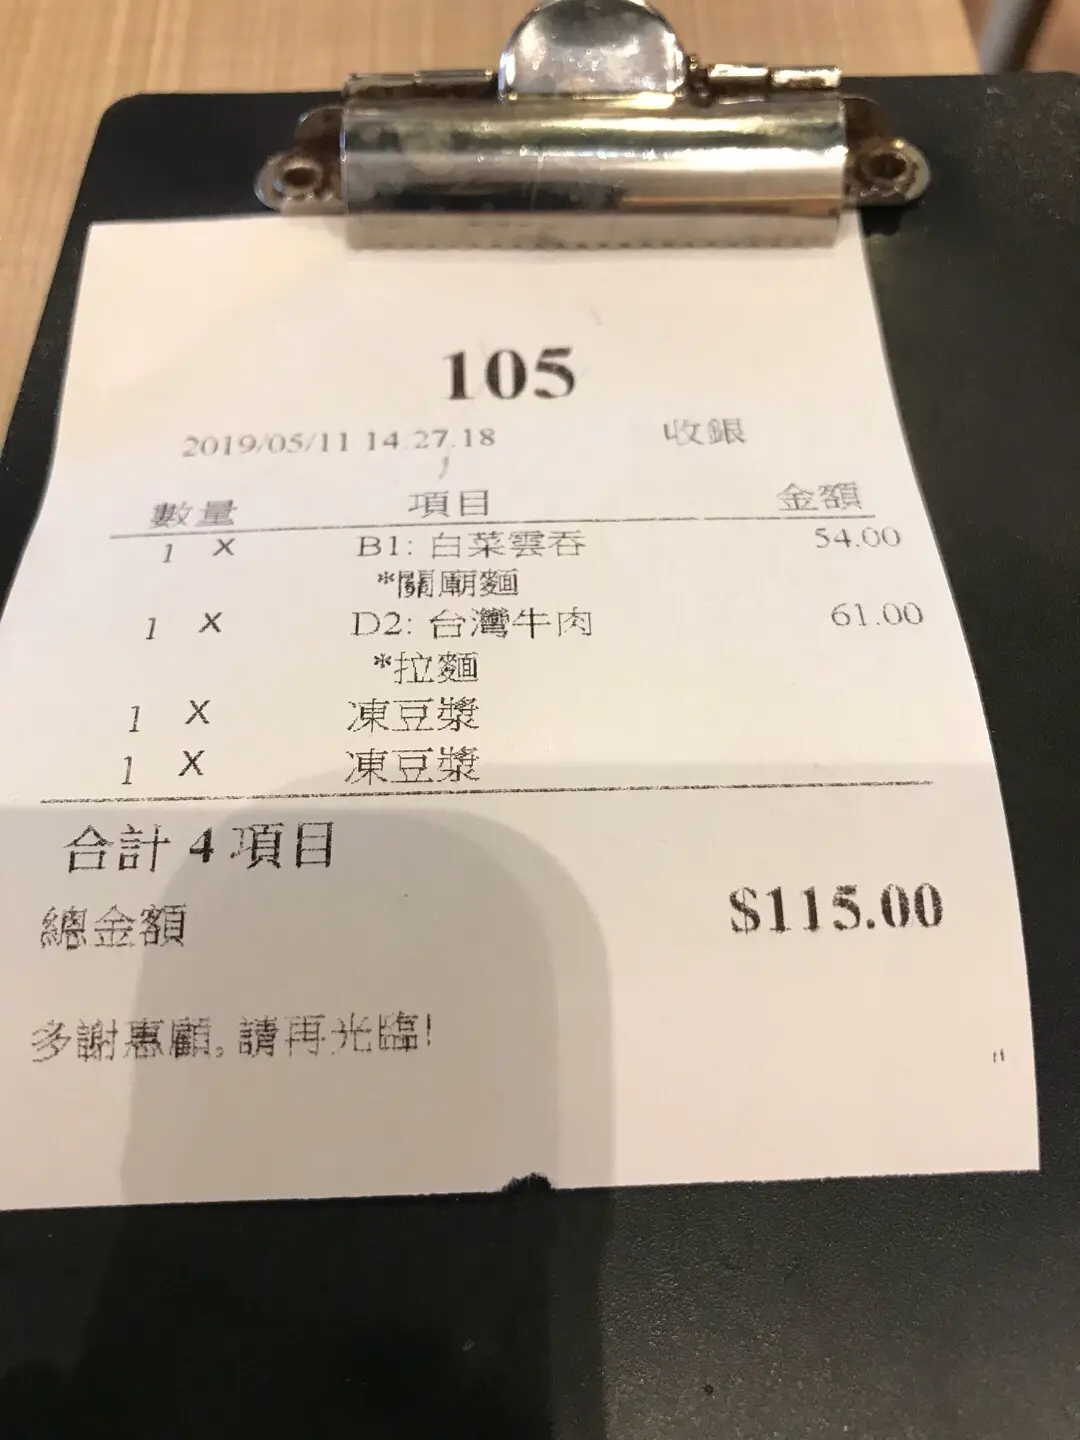 105
2019/05/11 14:27:18 收銀
數量 項目 金額
1 X B1: 白菜雲吞 54.00
*關廟麵
1 X D2: 台灣牛肉 61.00
*拉麵
1 X 凍豆漿
1 X 凍豆漿
合計 4 項目
總金額 $115.00
多謝惠顧, 請再光臨!